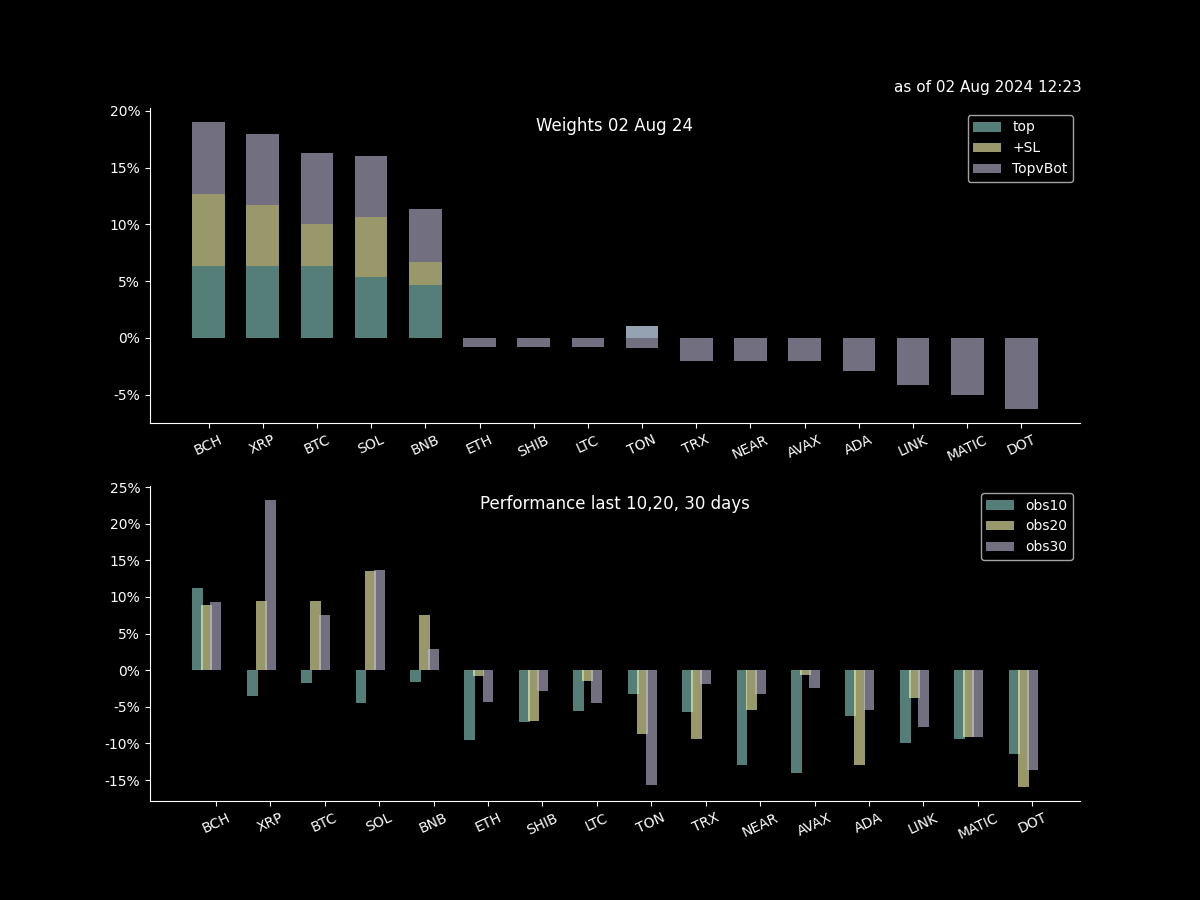 as of 02 Aug 2024 12:23
Weights 02 Aug 24
top
+SL
TopvBot
20%
15%
10%
5%
0%
-5%
BCH XRP BTC SOL BNB ETH SHIB LTC TON TRX NEAR AVAX ADA LINK MATIC DOT
Performance last 10,20, 30 days
obs10
obs20
obs30
25%
20%
15%
10%
5%
0%
-5%
-10%
-15%
BCH XRP BTC SOL BNB ETH SHIB LTC TON TRX NEAR AVAX ADA LINK MATIC DOT